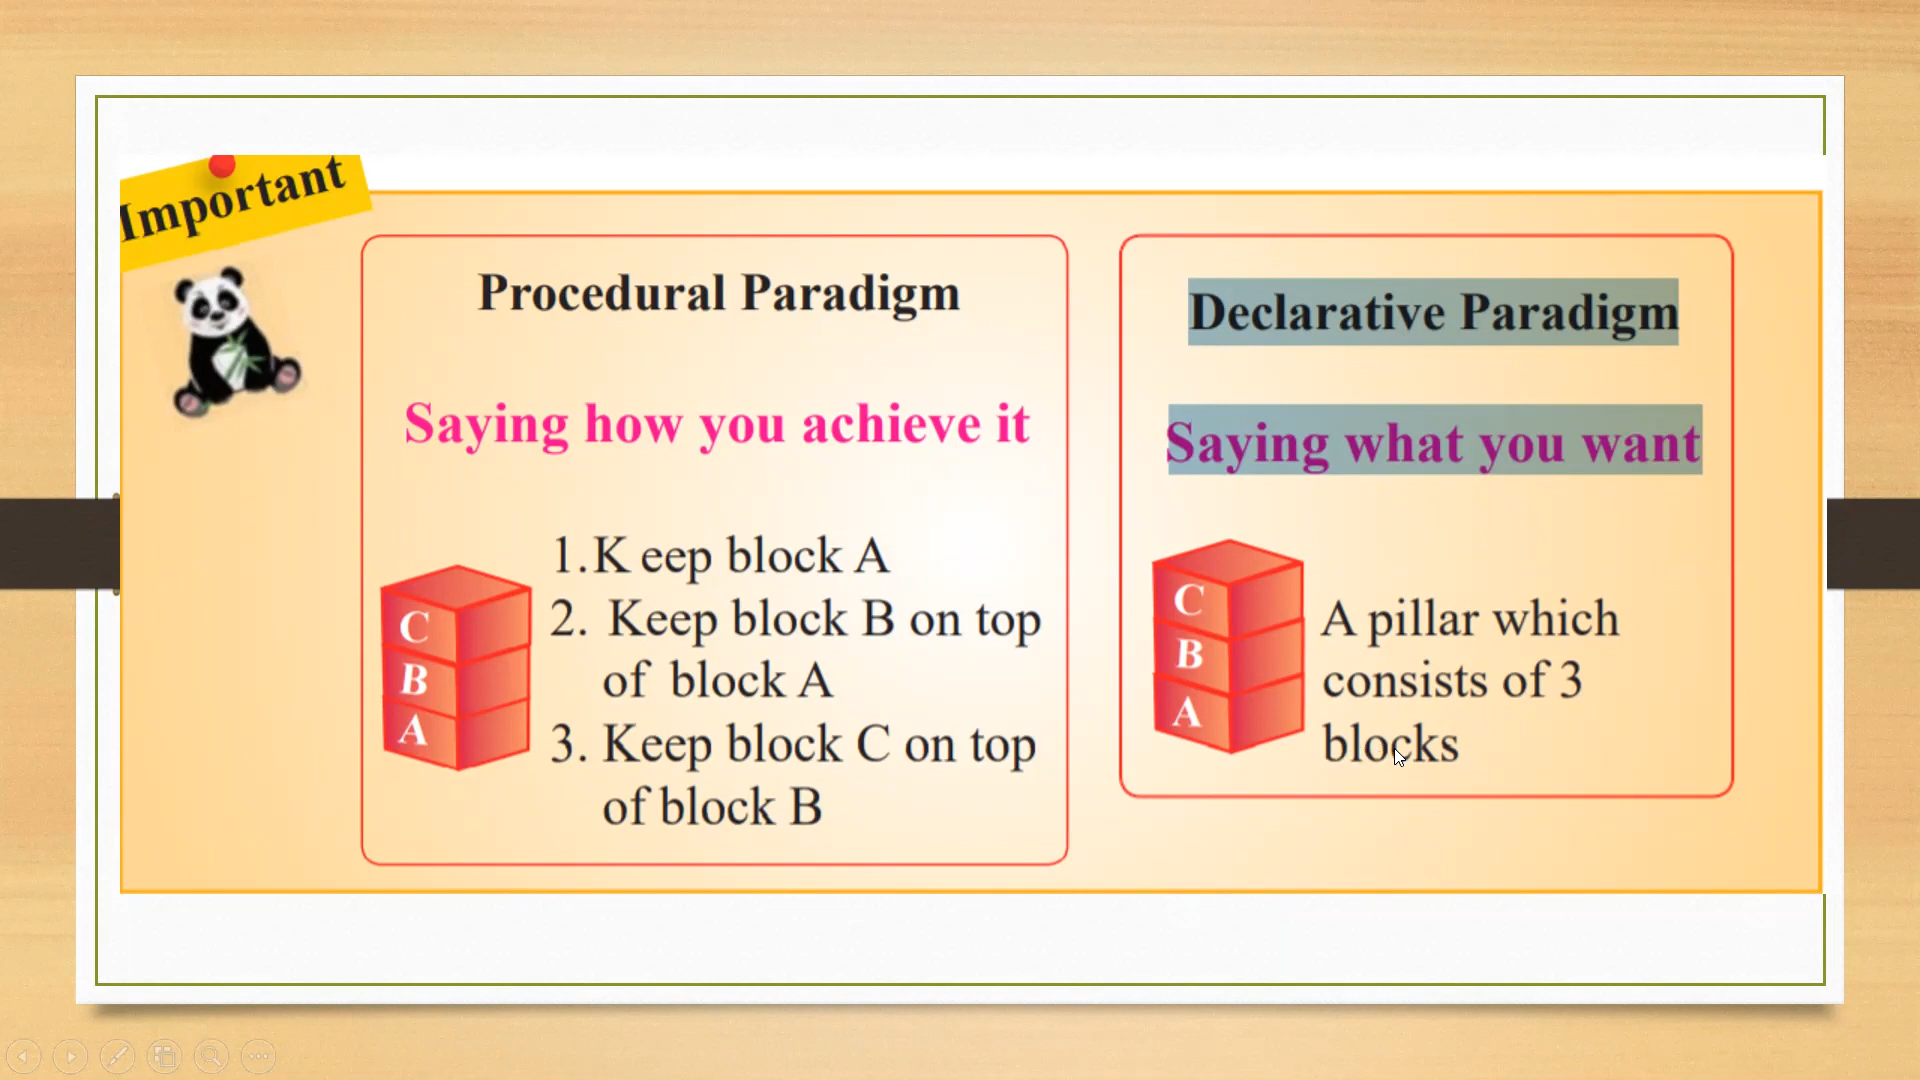 Important
Procedural Paradigm
Saying how you achieve it
1.K eep block A
2. Keep block B on top
of block A
3. Keep block C on top
of block B
C
B
A
Declarative Paradigm
Saying what you want
C
B
A
A pillar which
consists of 3
blocks